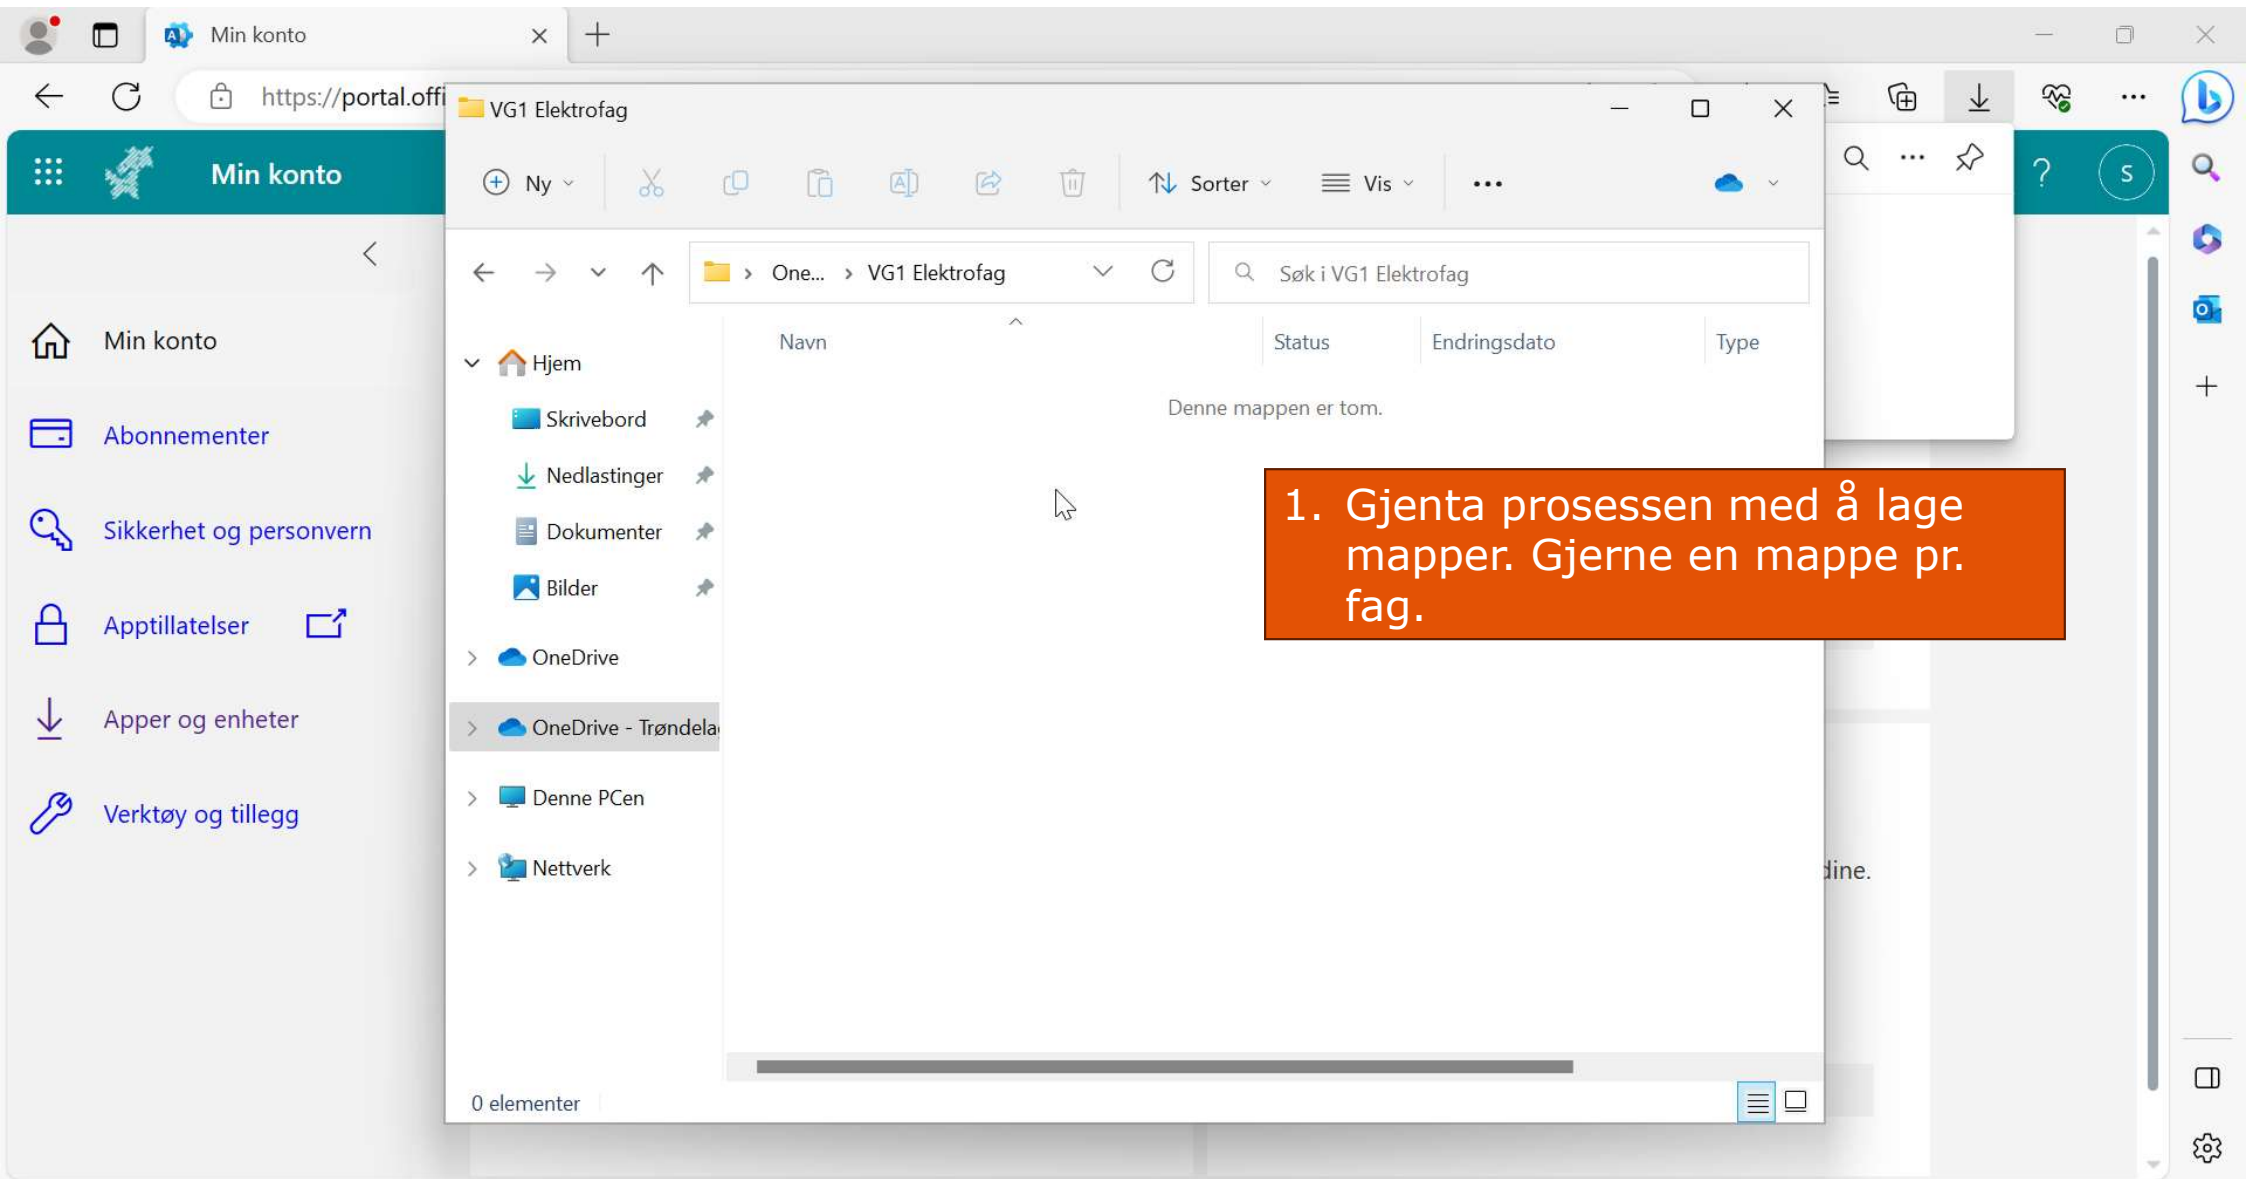 Min konto
https://portal.offi
VG1 Elektrofag
Min konto
S
Ny
Sorter
Vis
One...
VG1 Elektrofag
Søk i VG1 Elektrofag
Min konto
Abonnementer
Sikkerhet og personvern
Apptillatelser
Apper og enheter
Verktøy og tillegg
Navn
Status
Endringsdato
Type
Denne mappen er tom.
Hjem
Skrivebord
Nedlastinger
Dokumenter
Bilder
OneDrive
OneDrive - Trøndela
Denne PCen
Nettverk
1. Gjenta prosessen med å lage
mapper. Gjerne en mappe pr.
fag.
dine.
0 elementer